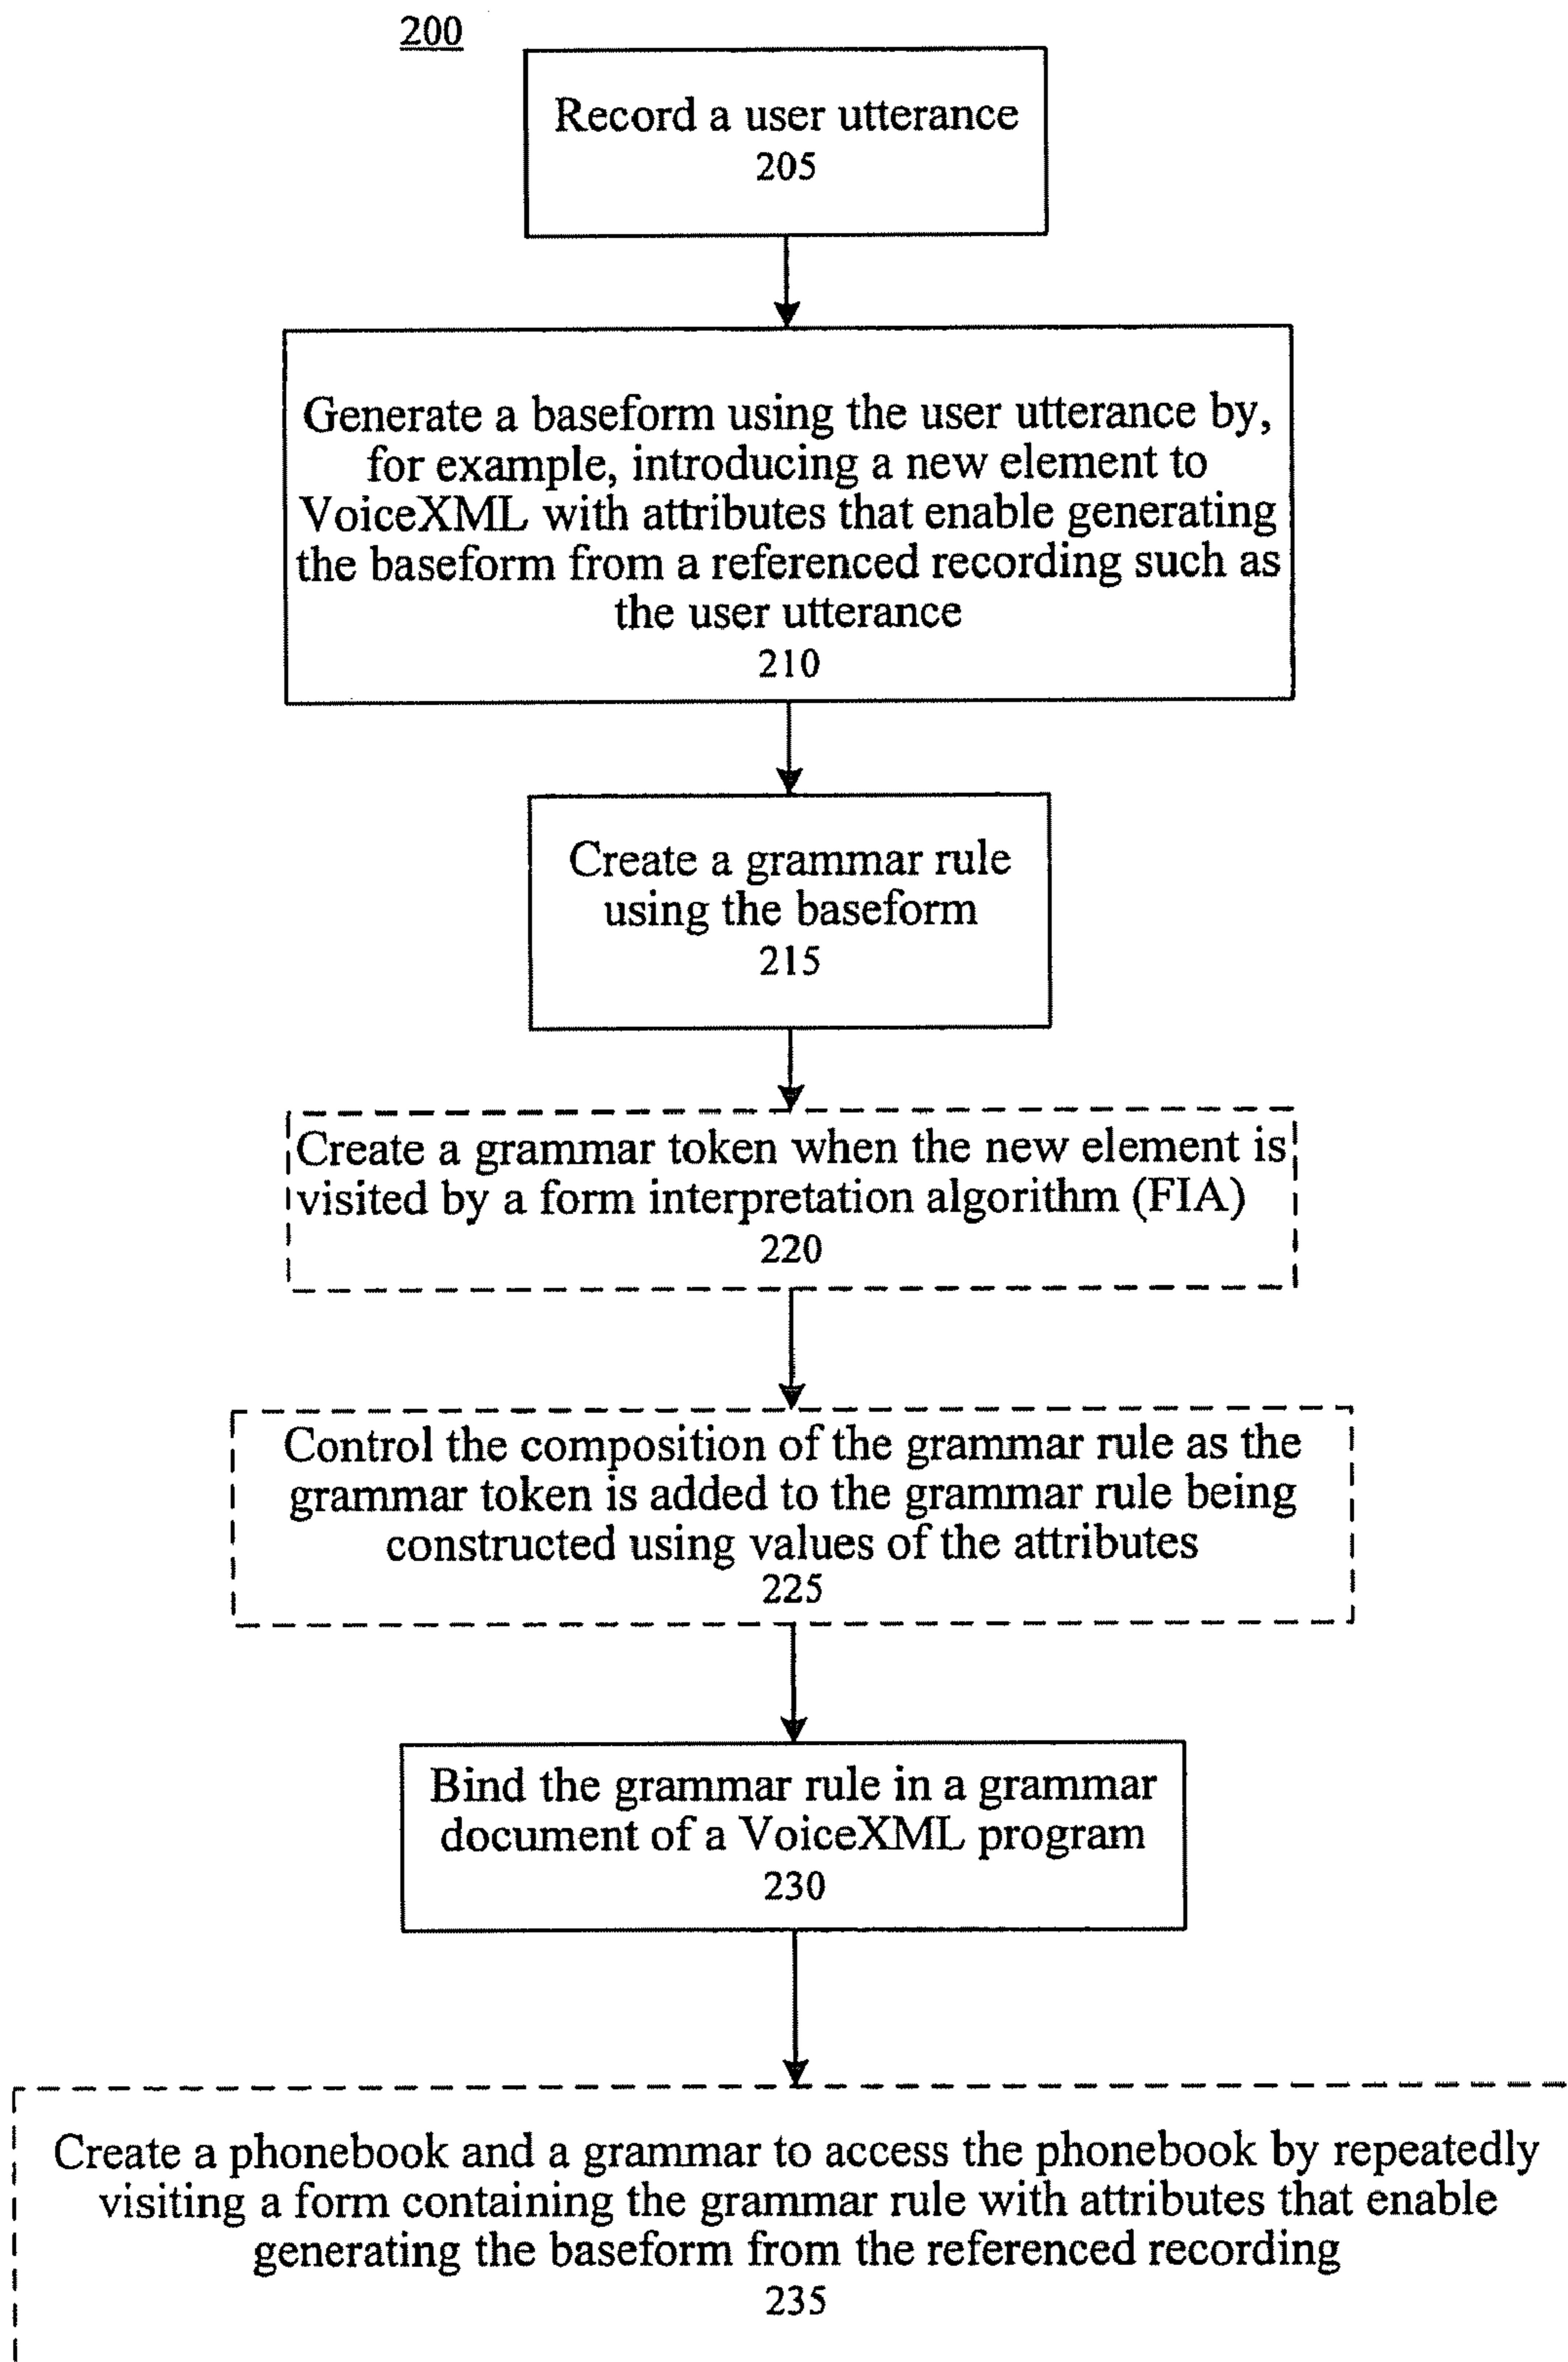 200
Record a user utterance
205
Generate a baseform using the user utterance by,
for example, introducing a new element to
VoiceXML with attributes that enable generating
the baseform from a referenced recording such as
the user utterance
210
Create a grammar rule
using the baseform
215
Create a grammar token when the new element is
visited by a form interpretation algorithm (FIA)
220
Control the composition of the grammar rule as the
grammar token is added to the grammar rule being
constructed using values of the attributes
225
Bind the grammar rule in a grammar
document of a VoiceXML program
230
Create a phonebook and a grammar to access the phonebook by repeatedly
visiting a form containing the grammar rule with attributes that enable
generating the baseform from the referenced recording
235